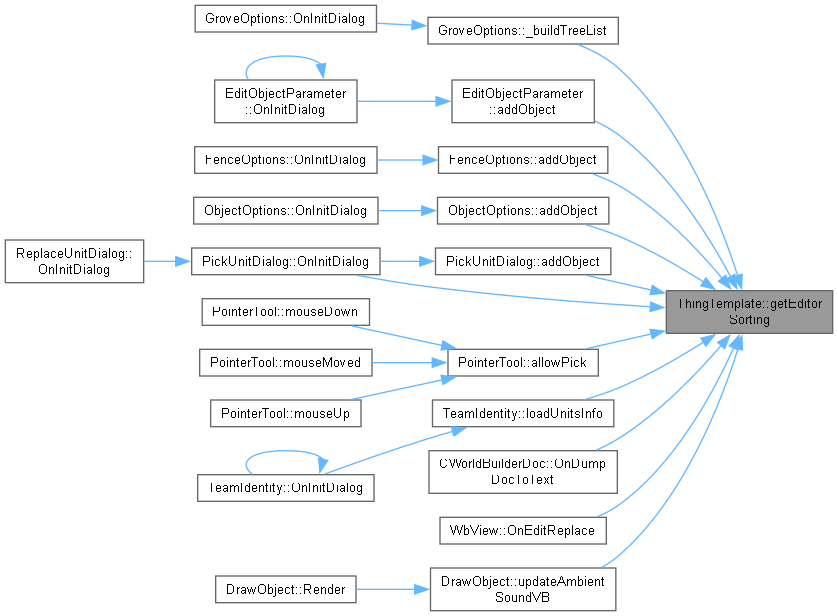 GroveOptions::OnInitDialog
GroveOptions::_buildTreeList
EditObjectParameter
::OnInitDialog
EditObjectParameter
::addObject
FenceOptions::OnInitDialog
FenceOptions::addObject
ObjectOptions::OnInitDialog
ObjectOptions::addObject
ReplaceUnitDialog::
OnInitDialog
PickUnitDialog::OnInitDialog
PickUnitDialog::addObject
ThingTemplate::getEditor
Sorting
PointerTool::mouseDown
PointerTool::mouseMoved
PointerTool::allowPick
PointerTool::mouseUp
TeamIdentity::loadUnitsInfo
TeamIdentity::OnInitDialog
CWorldBuilderDoc::OnDump
DocToText
WbView::OnEditReplace
DrawObject::Render
DrawObject::updateAmbient
SoundVB